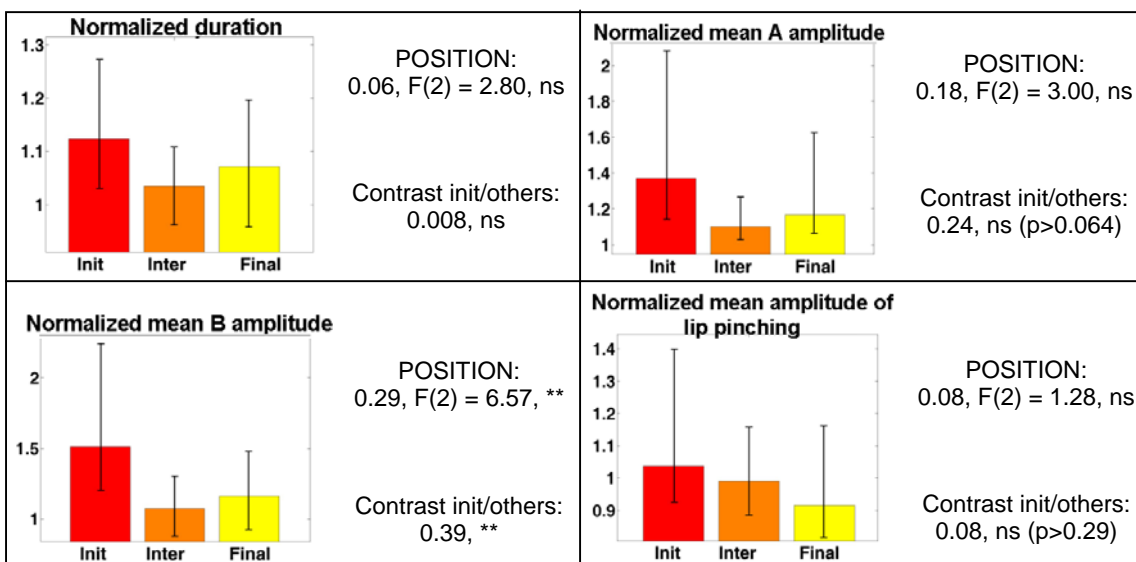 Normalized duration
1.3
1.2
1.1
1
Init Inter Final
POSITION:
0.06, F(2) = 2.80, ns
Contrast init/others:
0.008, ns
Normalized mean A amplitude
2
1.8
1.6
1.4
1.2
1
Init Inter Final
POSITION:
0.18, F(2) = 3.00, ns
Contrast init/others:
0.24, ns (p>0.064)
Normalized mean B amplitude
2
1.5
1
Init Inter Final
POSITION:
0.29, F(2) = 6.57, **
Contrast init/others:
0.39, **
Normalized mean amplitude of
lip pinching
1.4
1.3
1.2
1.1
1
0.9
Init Inter Final
POSITION:
0.08, F(2) = 1.28, ns
Contrast init/others:
0.08, ns (p>0.29)